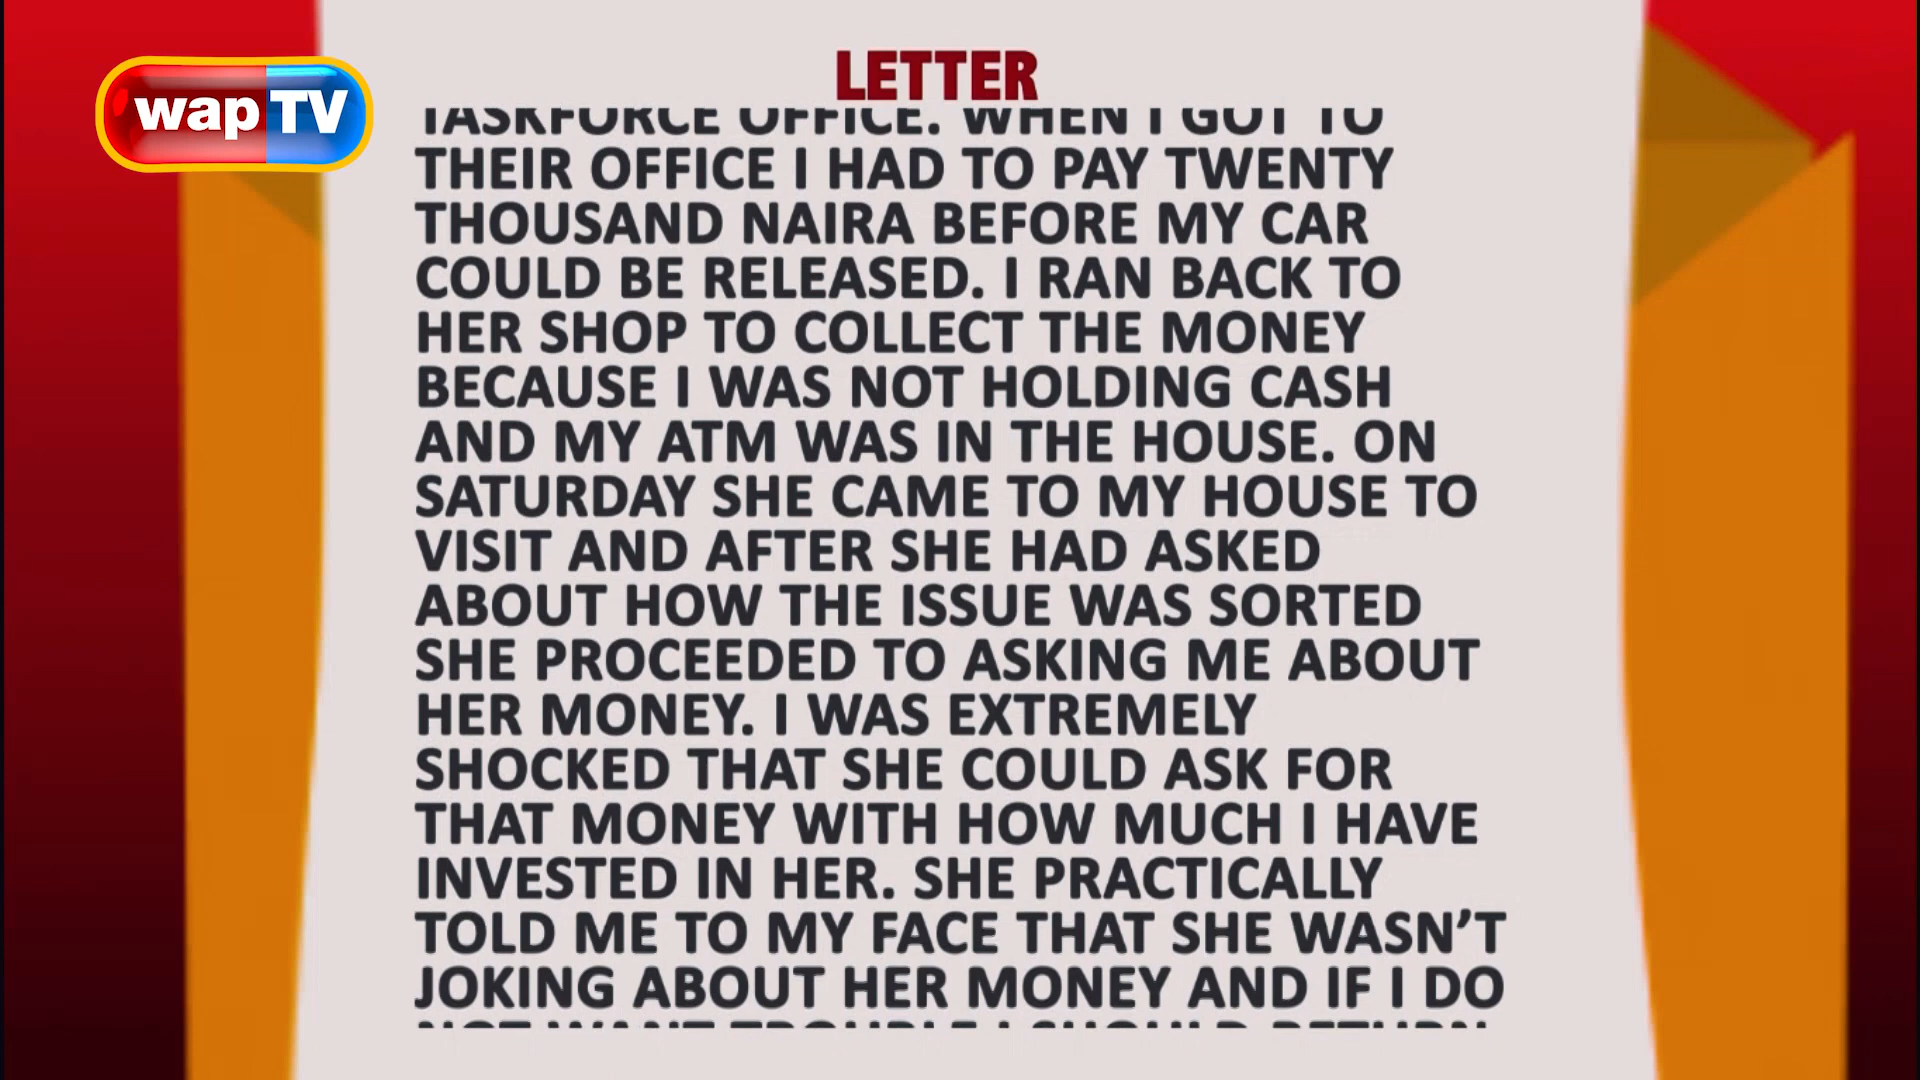 wap TV
LETTER
TASKFORCE OFFICE. WHEN I GOT TO
THEIR OFFICE I HAD TO PAY TWENTY
THOUSAND NAIRA BEFORE MY CAR
COULD BE RELEASED. I RAN BACK TO
HER SHOP TO COLLECT THE MONEY
BECAUSE I WAS NOT HOLDING CASH
AND MY ATM WAS IN THE HOUSE. ON
SATURDAY SHE CAME TO MY HOUSE TO
VISIT AND AFTER SHE HAD ASKED
ABOUT HOW THE ISSUE WAS SORTED
SHE PROCEEDED TO ASKING ME ABOUT
HER MONEY. I WAS EXTREMELY
SHOCKED THAT SHE COULD ASK FOR
THAT MONEY WITH HOW MUCH I HAVE
INVESTED IN HER. SHE PRACTICALLY
TOLD ME TO MY FACE THAT SHE WASN’T
JOKING ABOUT HER MONEY AND IF I DO